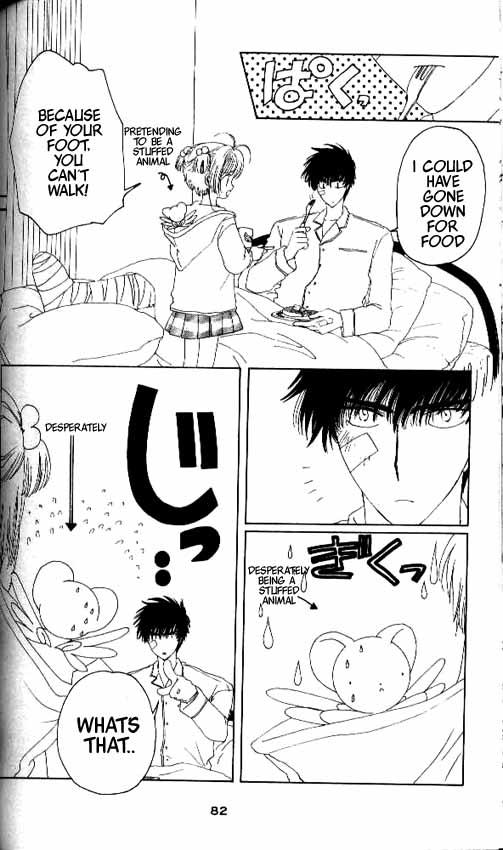 ぱくっ
I COULD
HAVE
GONE
DOWN
FOR
FOOD
PRETENDING
TO BE A
STUFFED
ANIMAL
BECAUSE
OF YOUR
FOOT.
YOU
CAN'T
WALK!
じっ…
DESPERATELY
WHATS
THAT..
ぎくっ
DESPERATELY
BEING A
STUFFED
ANIMAL
82